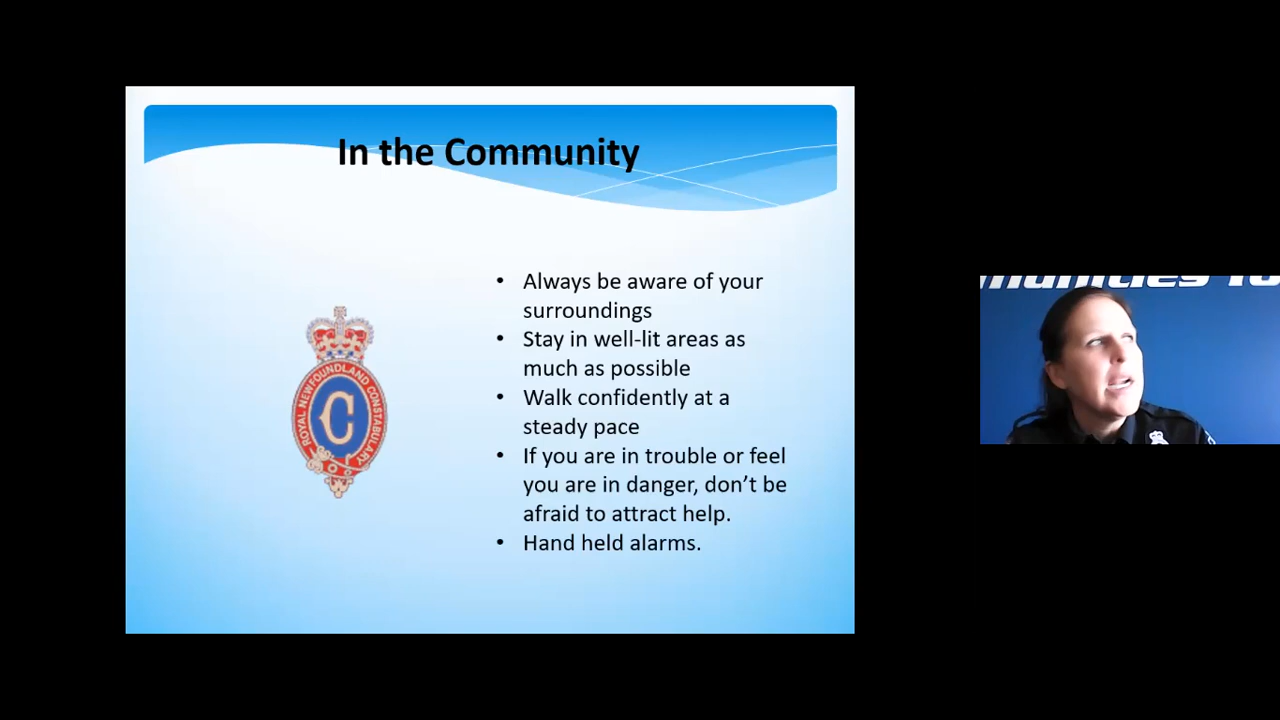 In the Community
• Always be aware of your
surroundings
• Stay in well-lit areas as
much as possible
• Walk confidently at a
steady pace
• If you are in trouble or feel
you are in danger, don’t be
afraid to attract help.
• Hand held alarms.
ROYAL NEWFOUNDLAND CONSTABULARY
C